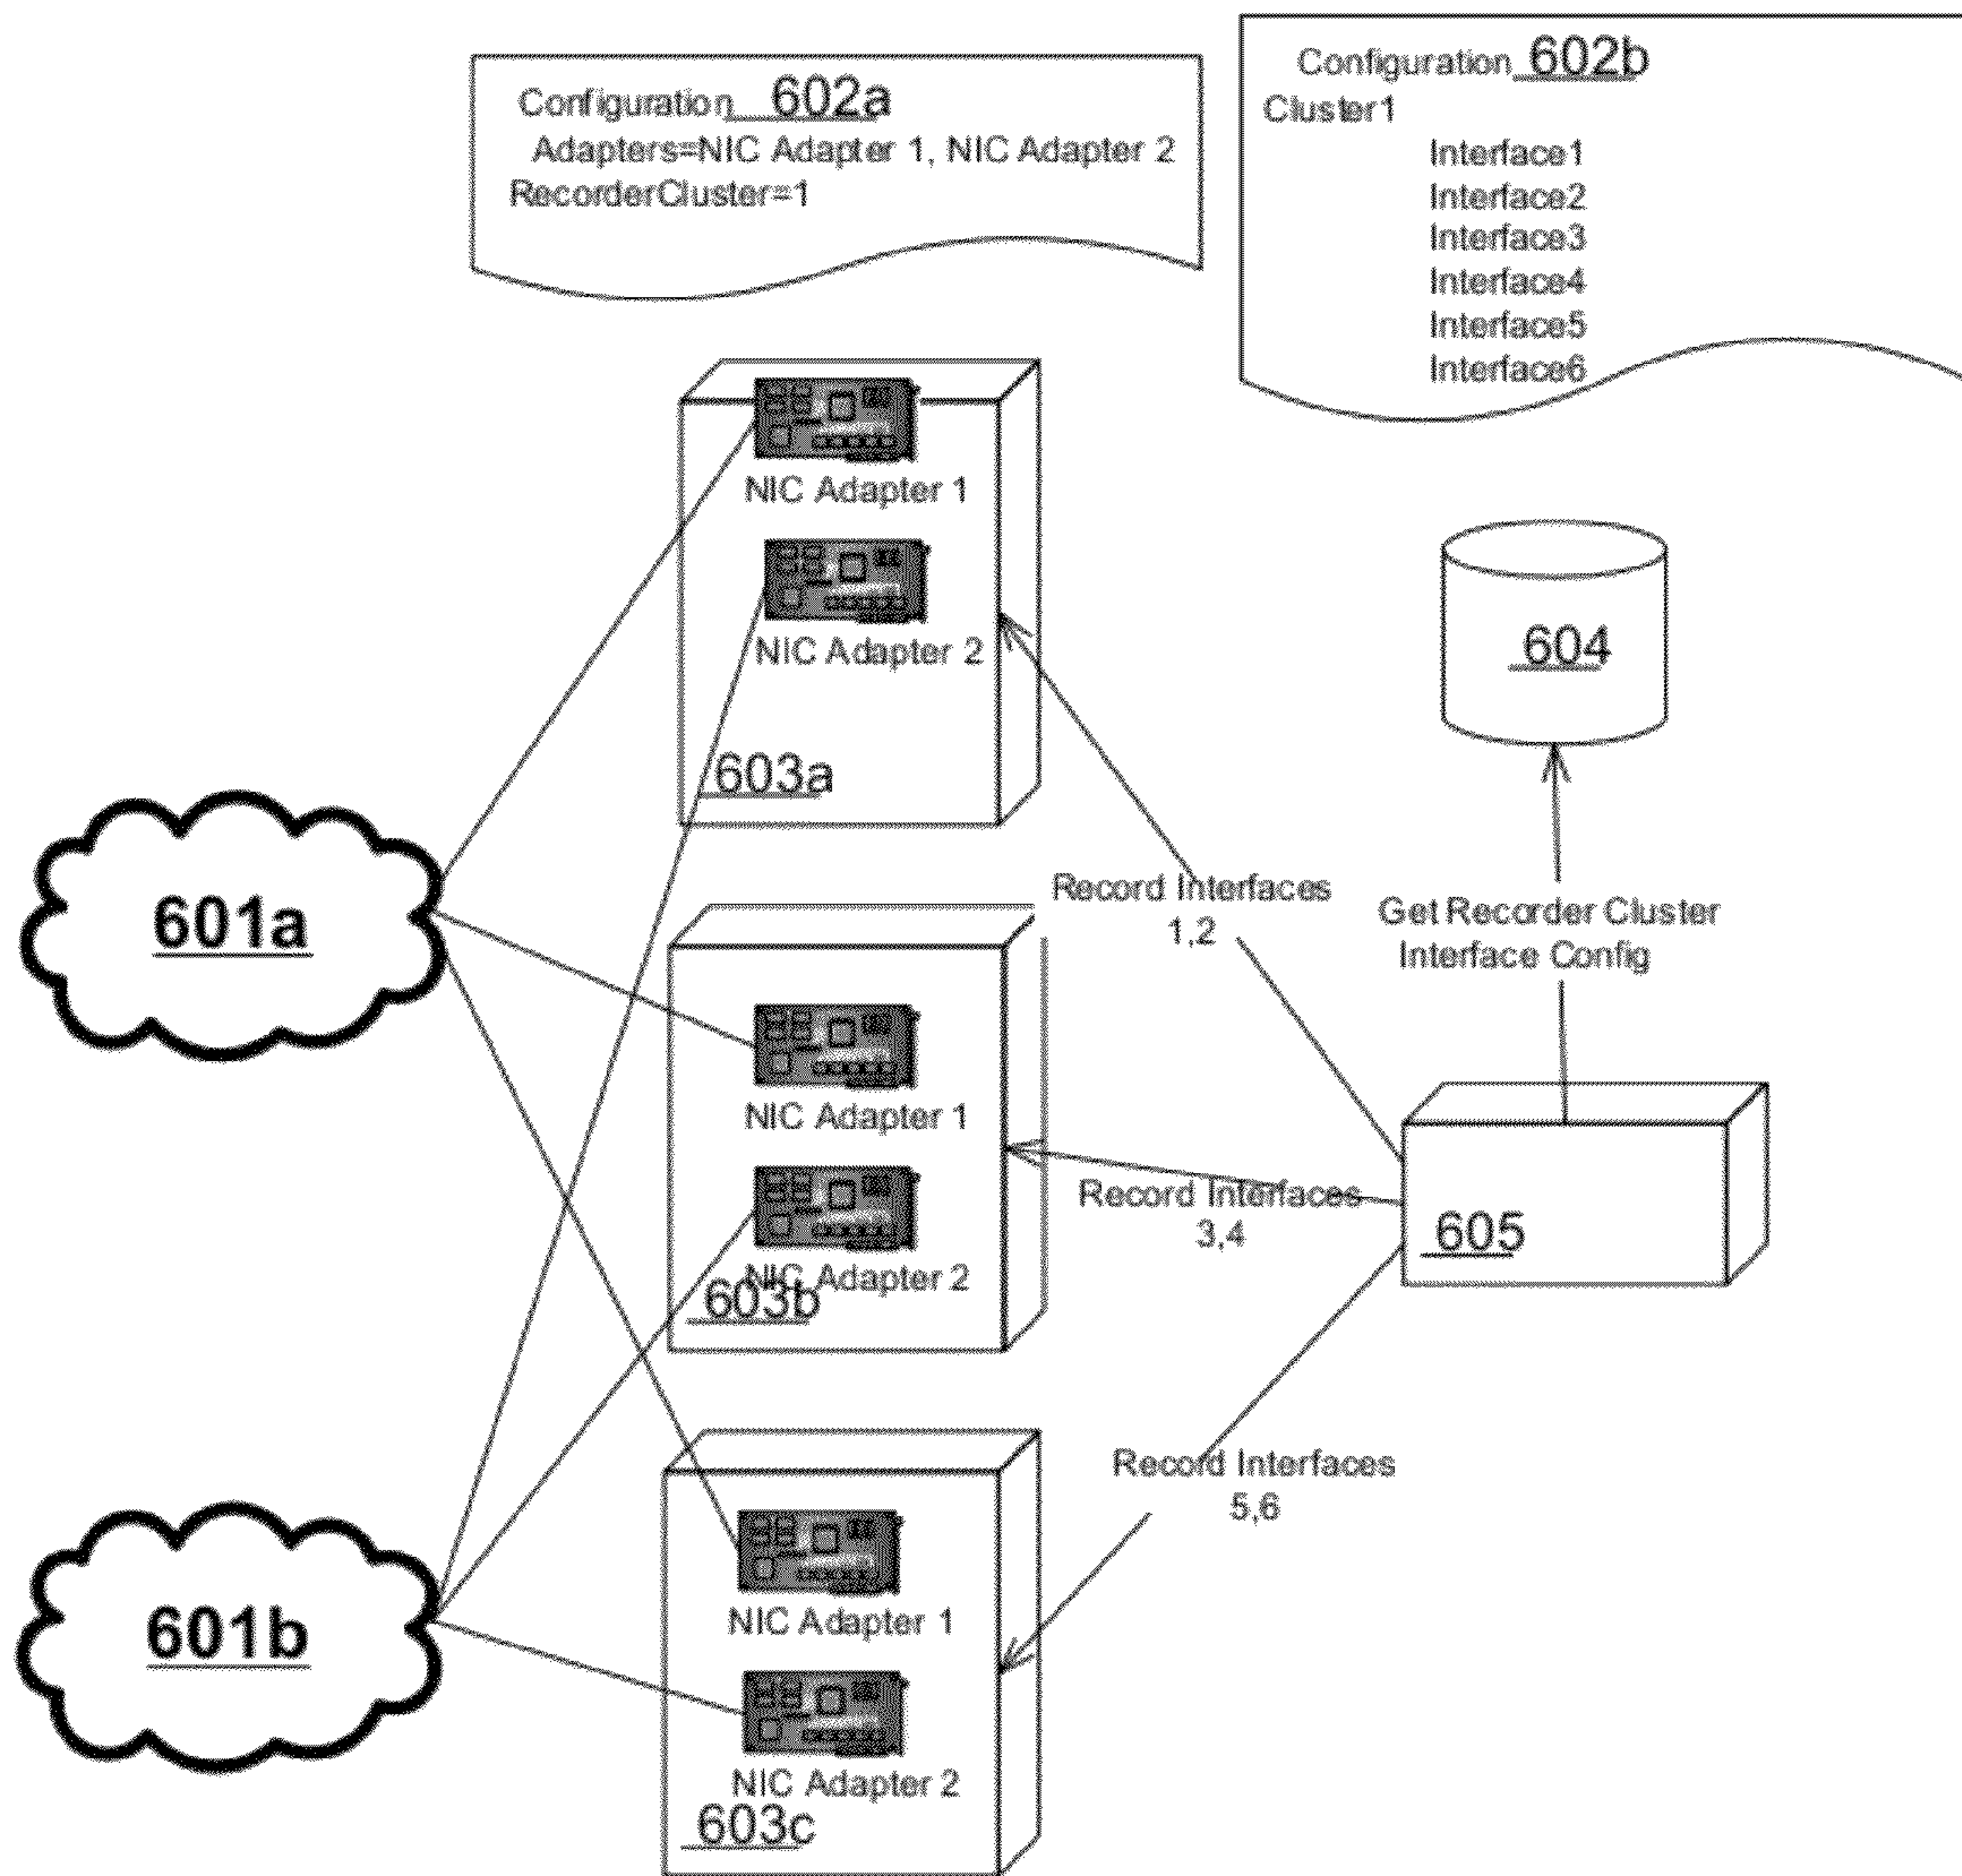 Configuration 602a
Adapters=NIC Adapter 1, NIC Adapter 2
RecorderCluster=1
Configuration 602b
Cluster1
Interface1
Interface2
Interface3
Interface4
Interface5
Interface6
NIC Adapter 1
NIC Adapter 2
603a
604
601a
Record Interfaces
1,2
Get Recorder Cluster
Interface Config
NIC Adapter 1
NIC Adapter 2
603b
Record Interfaces
3,4
605
601b
NIC Adapter 1
NIC Adapter 2
603c
Record Interfaces
5,6